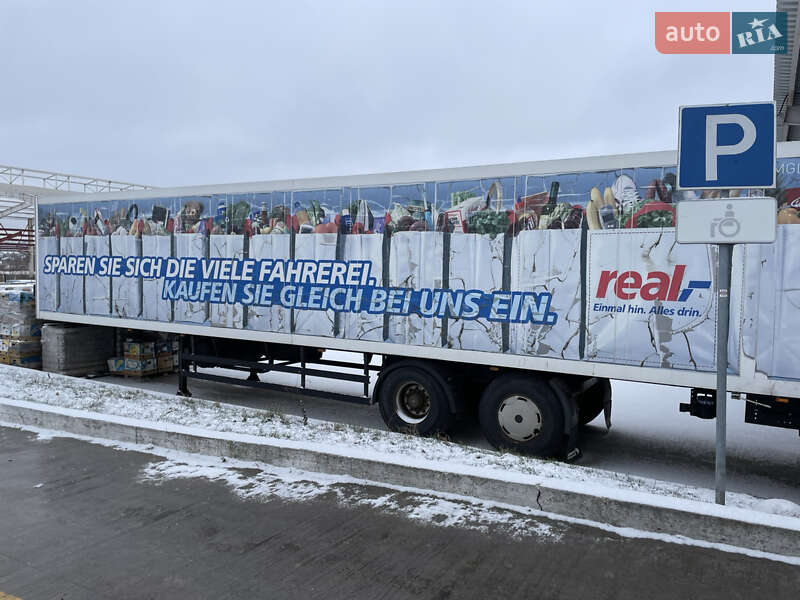 auto RIA
P
MGL
SPAREN SIE SICH DIE VIELE FAHREREI.
KAUFEN SIE GLEICH BEI UNS EIN.
real,-
Einmal hin. Alles drin.